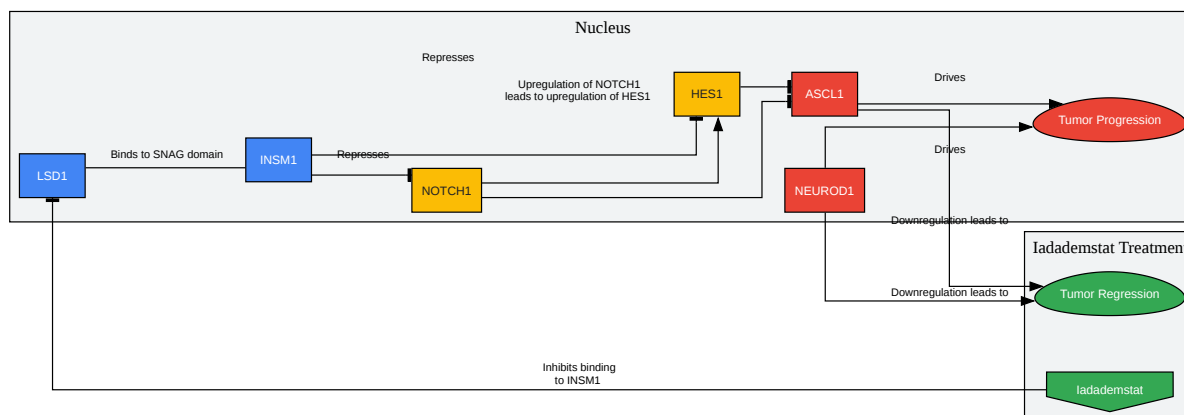 Nucleus
Represses
Upregulation of NOTCH1
leads to upregulation of HES1
HES1
ASCL1
Drives
Tumor Progression
Binds to SNAG domain
INSM1
Represses
LSD1
NOTCH1
NEUROD1
Drives
Downregulation leads to
Iadademstat Treatment
Downregulation leads to
Tumor Regression
Inhibits binding
to INSM1
Iadademstat